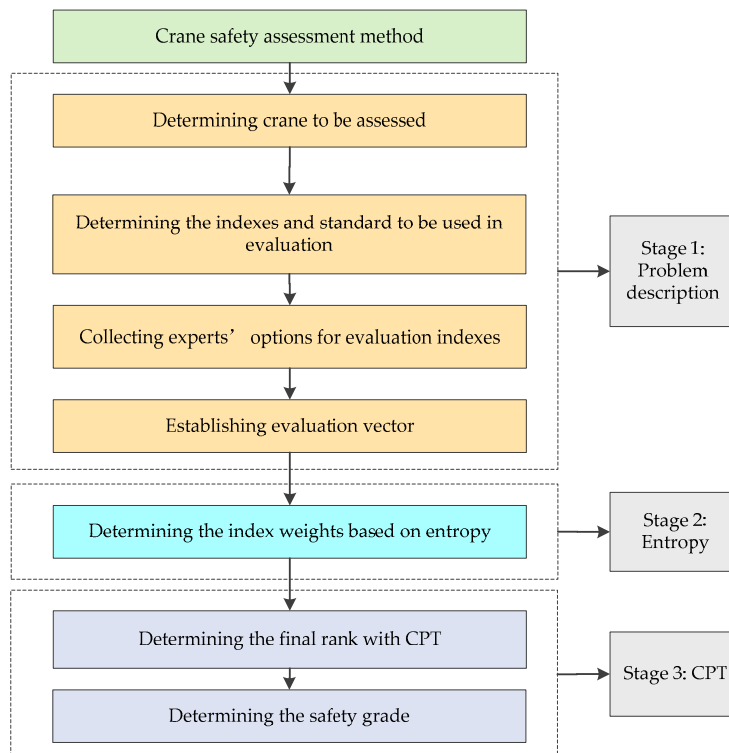 Crane safety assessment method
Determining crane to be assessed
Determining the indexes and standard to be used in
evaluation
Collecting experts’ options for evaluation indexes
Establishing evaluation vector
Stage 1:
Problem
description
Determining the index weights based on entropy
Stage 2:
Entropy
Determining the final rank with CPT
Determining the safety grade
Stage 3: CPT